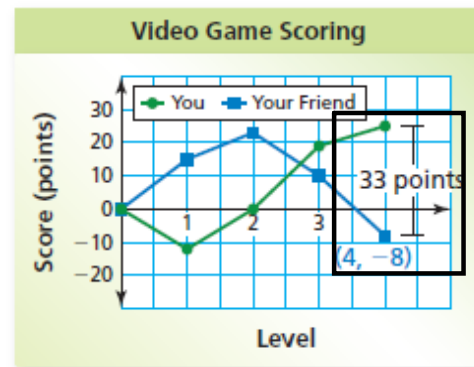 Video Game Scoring
You Your Friend
Score (points)
30
20
10
0
−10
−20
1 2 3
33 points
(4, −8)
Level